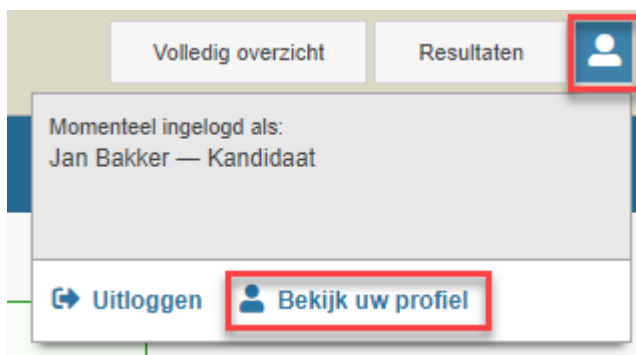 Volledig overzicht
Resultaten
Momenteel ingelogd als:
Jan Bakker — Kandidaat
Uitloggen
Bekijk uw profiel